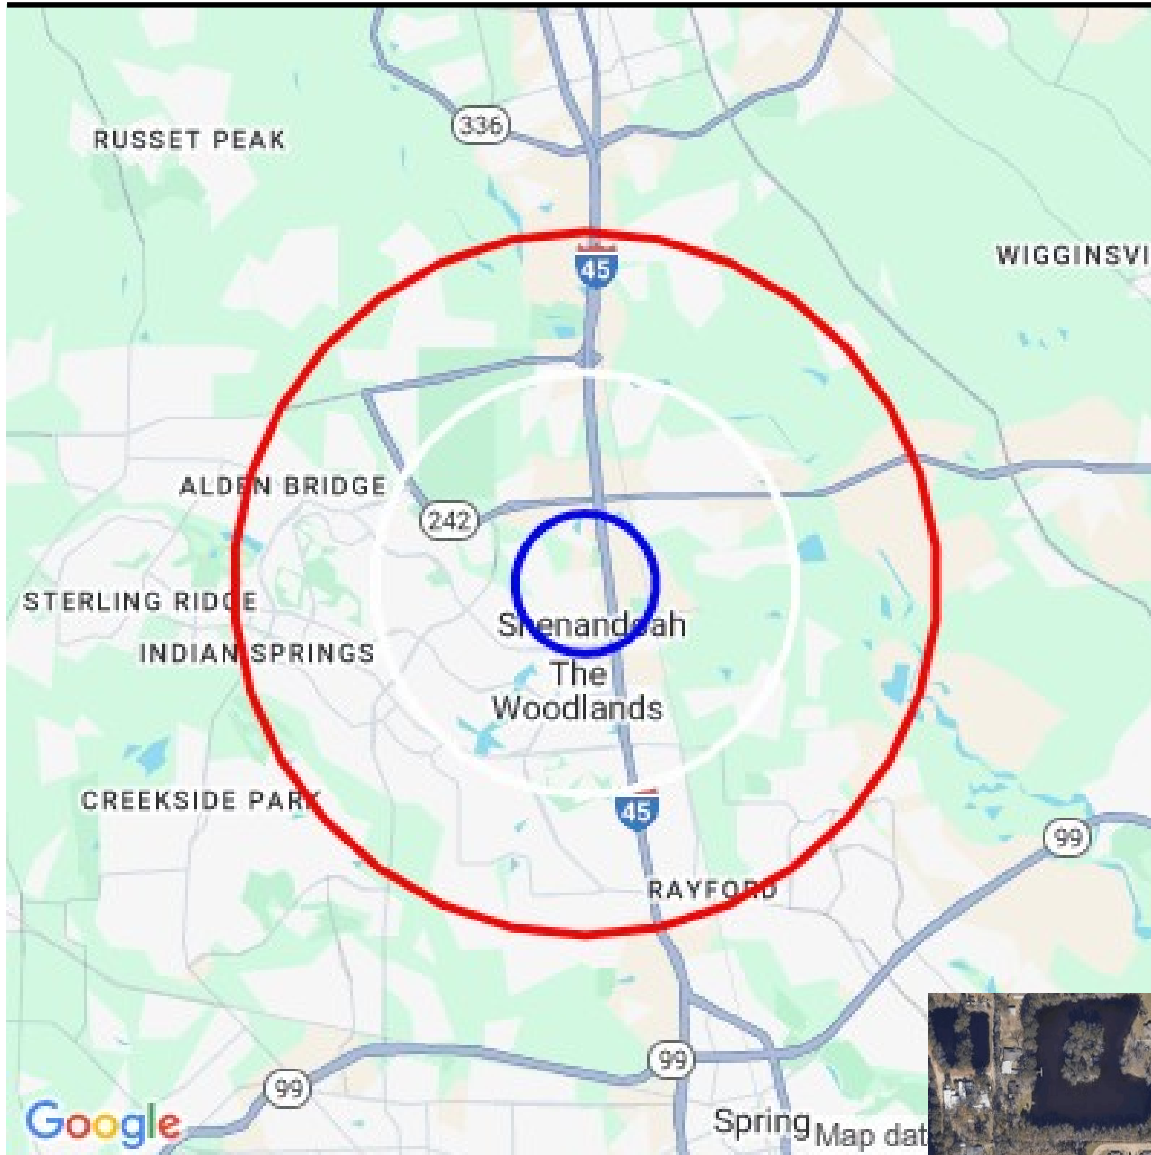 336
RUSSET PEAK
WIGGINSVI
45
ALDEN BRIDGE
242
STERLING RIDGE
Shenandoah
INDIAN SPRINGS
The
Woodlands
CREEKSIDE PARK
45
99
RAYFORD
99
99
Google
Spring
Map dat